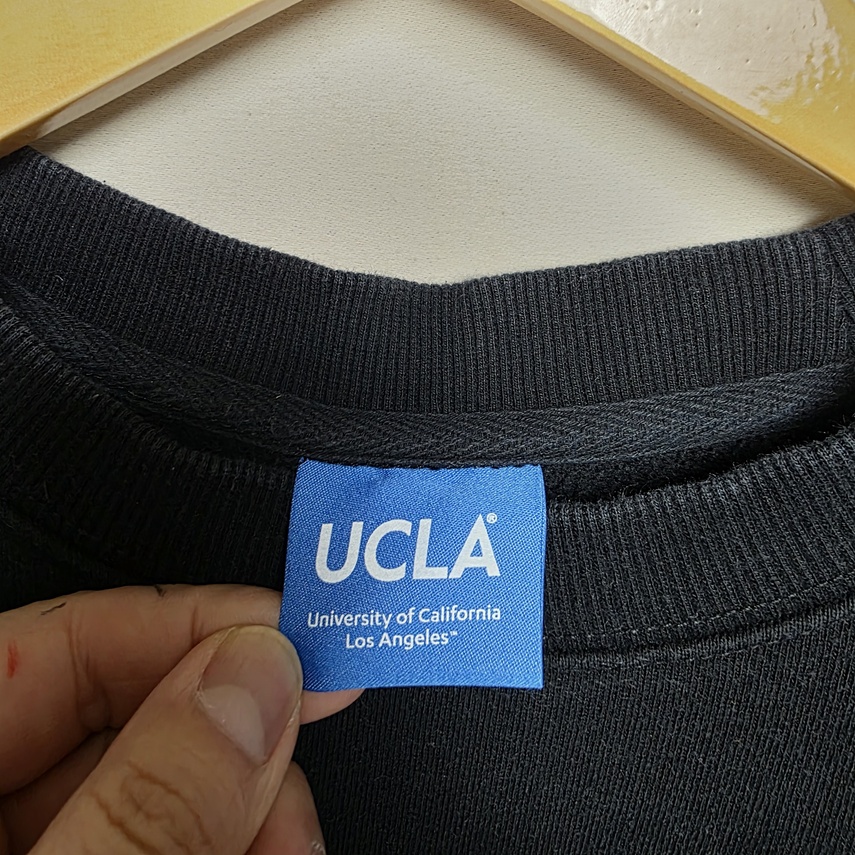 UCLA®
University of California
Los Angeles™